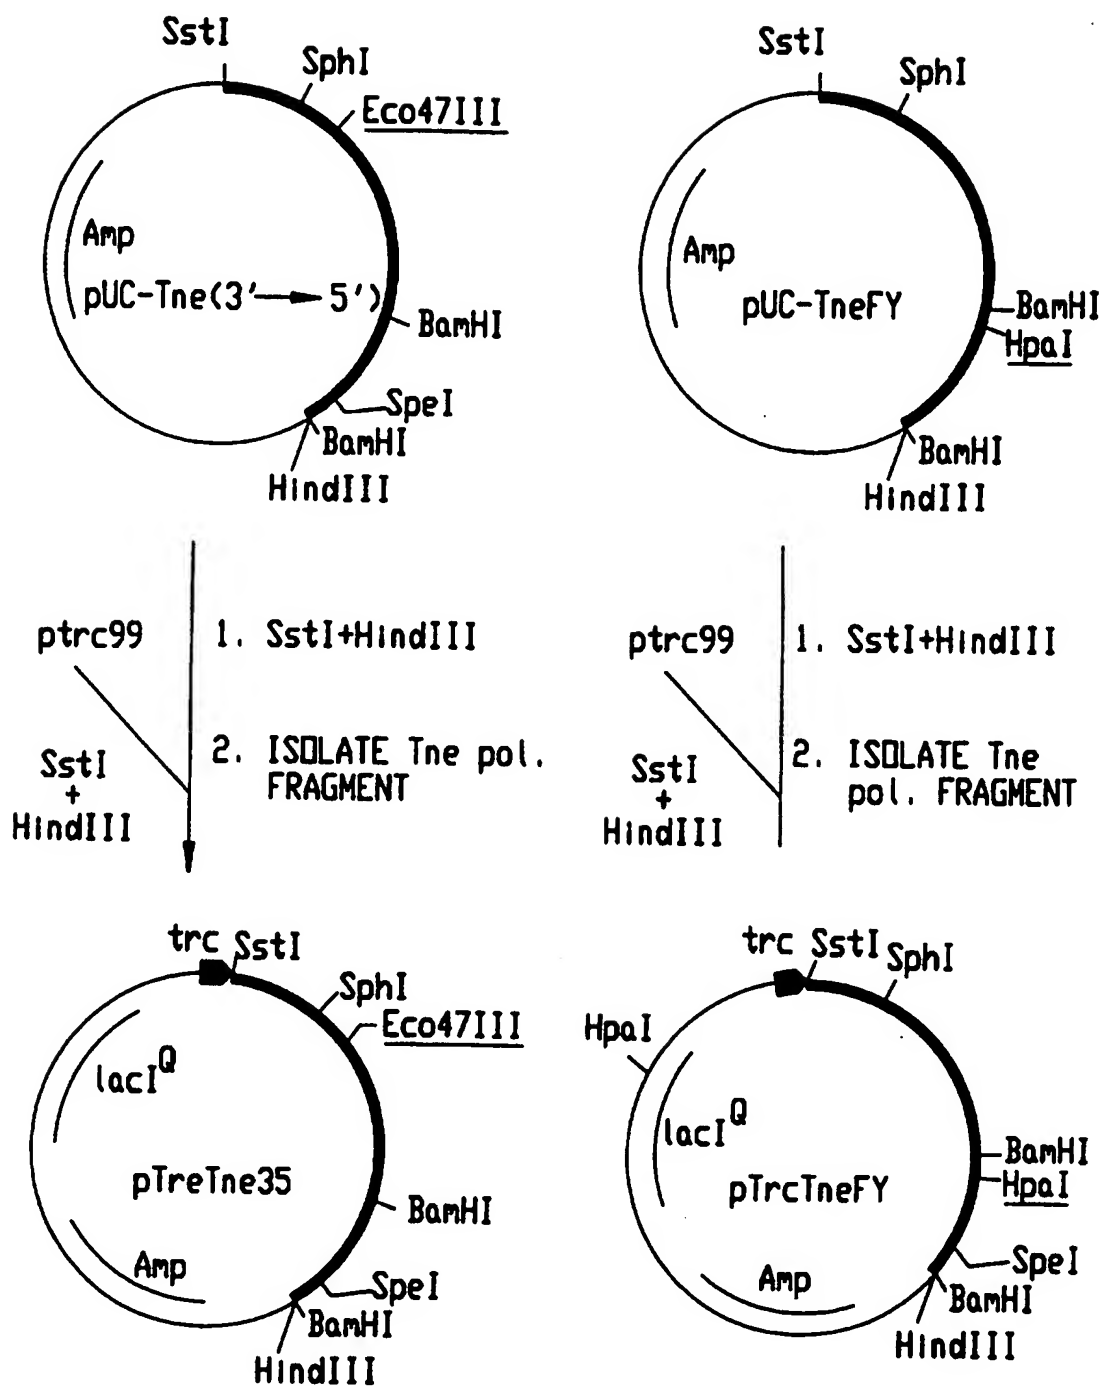 SstI
SphI
Eco47III
Amp
pUC-Tne(3'→5')
BamHI
SpeI
BamHI
HindIII
SstI
SphI
Amp
pUC-TneFY
BamHI
HpaI
BamHI
HindIII
ptrc99
1. SstI+HindIII
SstI
+
HindIII
2. ISOLATE Tne pol.
FRAGMENT
ptrc99
1. SstI+HindIII
SstI
+
HindIII
2. ISOLATE Tne
pol. FRAGMENT
trc SstI
SphI
Eco47III
lacI^Q
pTreTne35
BamHI
Amp
SpeI
BamHI
HindIII
trc SstI
SphI
HpaI
lacI^Q
BamHI
HpaI
pTrcTneFY
SpeI
Amp
BamHI
HindIII